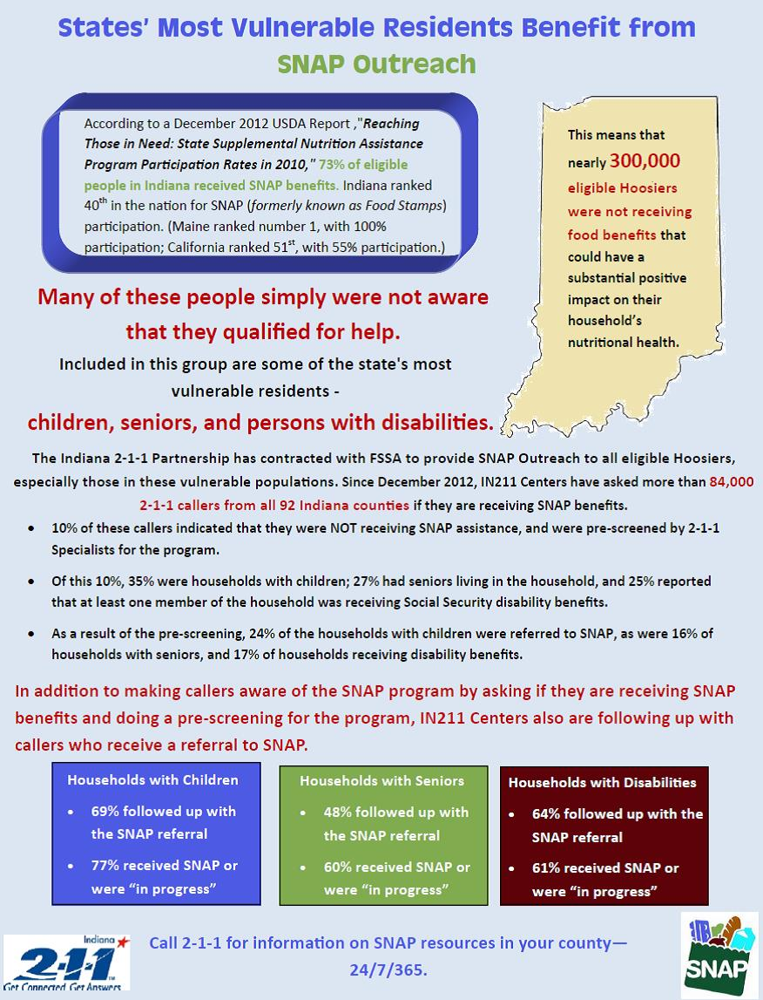 States' Most Vulnerable Residents Benefit from
SNAP Outreach
According to a December 2012 USDA Report ,"Reaching
Those in Need: State Supplemental Nutrition Assistance
Program Participation Rates in 2010," 73% of eligible
people in Indiana received SNAP benefits. Indiana ranked
40th in the nation for SNAP (formerly known as Food Stamps)
participation. (Maine ranked number 1, with 100%
participation; California ranked 51st, with 55% participation.)
This means that
nearly 300,000
eligible Hoosiers
were not receiving
food benefits that
could have a
substantial positive
impact on their
household's
nutritional health.
Many of these people simply were not aware
that they qualified for help.
Included in this group are some of the state's most
vulnerable residents -
children, seniors, and persons with disabilities.
The Indiana 2-1-1 Partnership has contracted with FSSA to provide SNAP Outreach to all eligible Hoosiers,
especially those in these vulnerable populations. Since December 2012, IN211 Centers have asked more than 84,000
2-1-1 callers from all 92 Indiana counties if they are receiving SNAP benefits.
• 10% of these callers indicated that they were NOT receiving SNAP assistance, and were pre-screened by 2-1-1
Specialists for the program.
• Of this 10%, 35% were households with children; 27% had seniors living in the household, and 25% reported
that at least one member of the household was receiving Social Security disability benefits.
• As a result of the pre-screening, 24% of the households with children were referred to SNAP, as were 16% of
households with seniors, and 17% of households receiving disability benefits.
In addition to making callers aware of the SNAP program by asking if they are receiving SNAP
benefits and doing a pre-screening for the program, IN211 Centers also are following up with
callers who receive a referral to SNAP.
Households with Children
• 69% followed up with
the SNAP referral
• 77% received SNAP or
were "in progress"
Households with Seniors
• 48% followed up with
the SNAP referral
• 60% received SNAP or
were "in progress"
Households with Disabilities
• 64% followed up with the
SNAP referral
• 61% received SNAP or
were "in progress"
Indiana
2-1-1
Get Connected. Get Answers.
Call 2-1-1 for information on SNAP resources in your county—
24/7/365.
SNAP